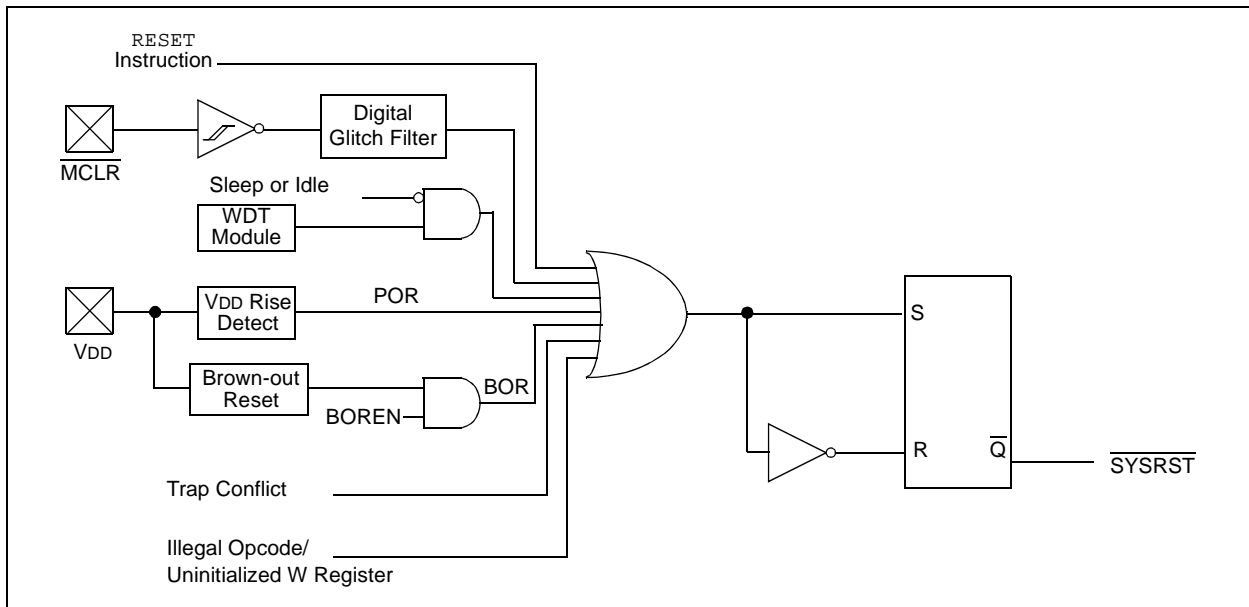 RESET
Instruction
Digital
Glitch Filter
MCLR
Sleep or Idle
WDT
Module
VDD Rise
Detect
POR
VDD
Brown-out
Reset
BOR
BOREN
S
R
Q
SYSRST
Trap Conflict
Illegal Opcode/
Uninitialized W Register